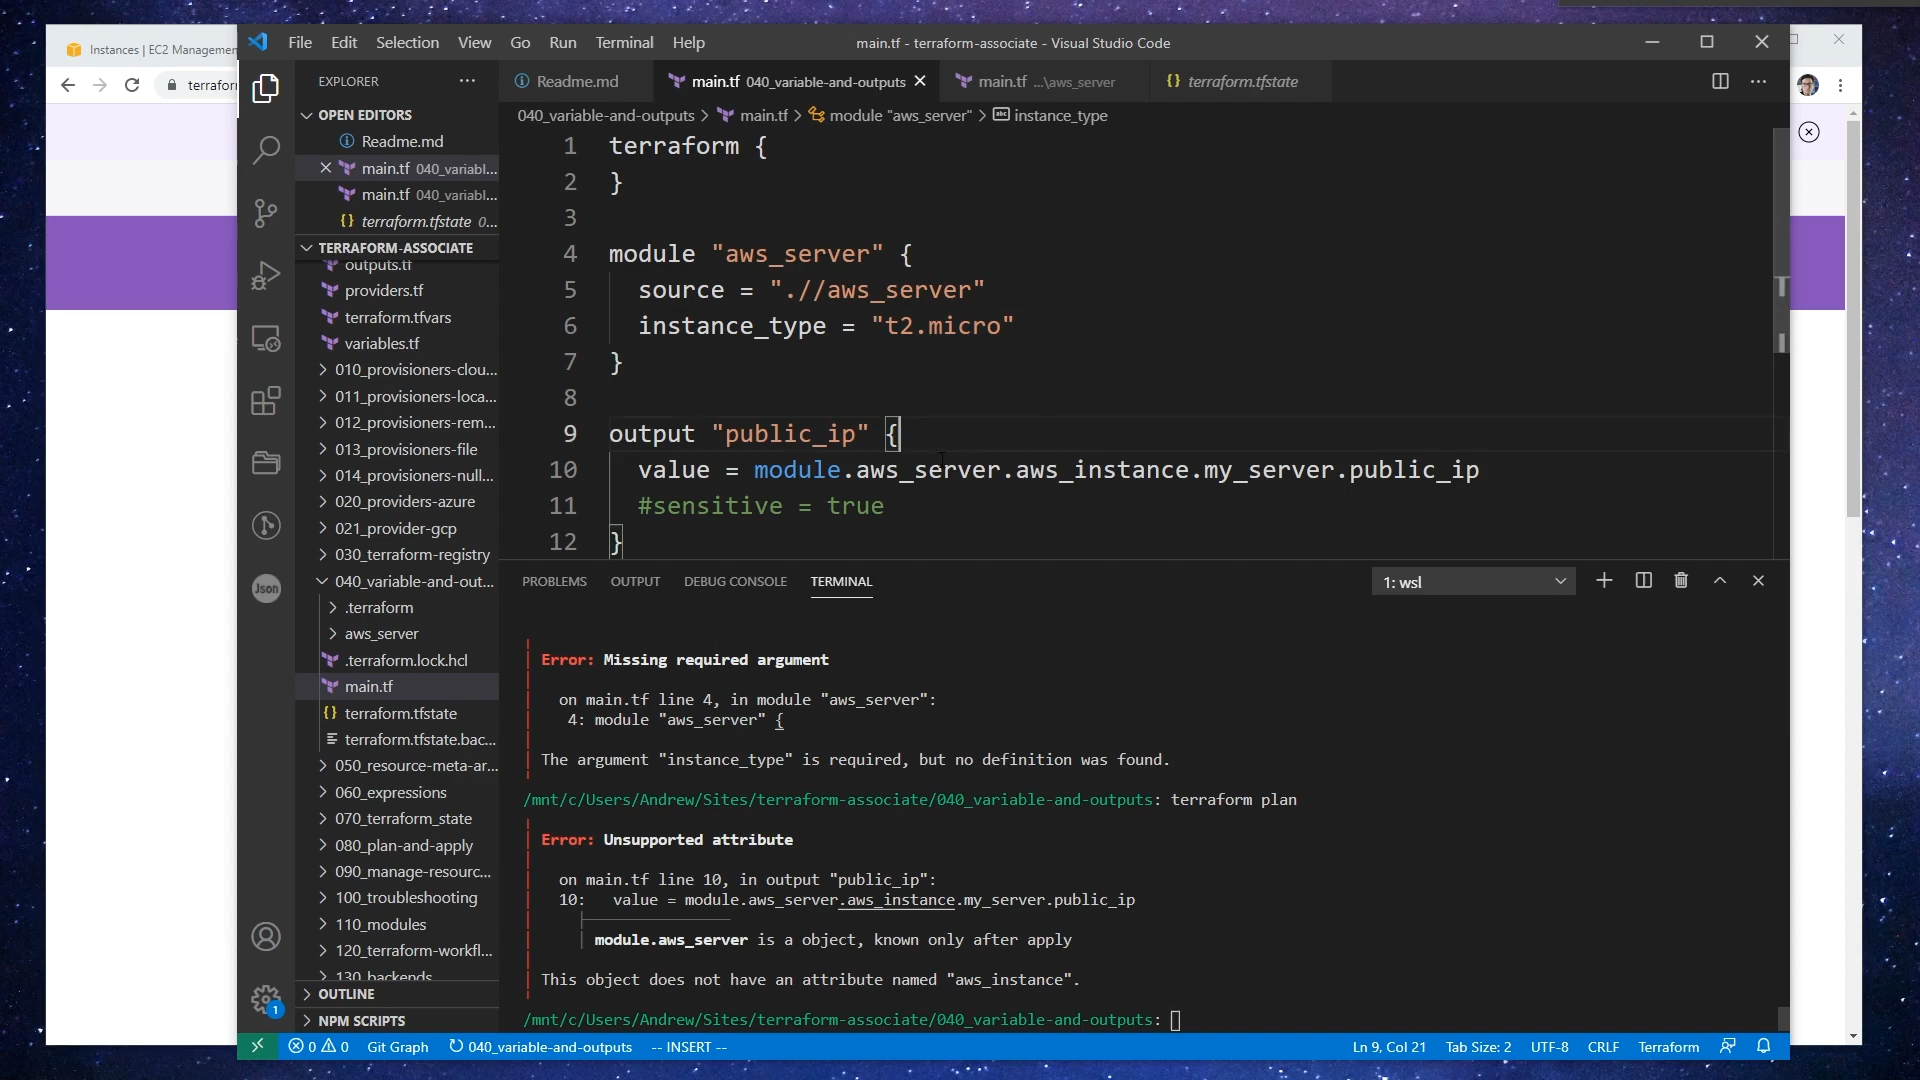 Instances | EC2 Managemen
terraforn
File Edit Selection View Go Run Terminal Help
main.tf - terraform-associate - Visual Studio Code
EXPLORER
OPEN EDITORS
Readme.md
main.tf 040_variabl...
main.tf 040_variabl...
terraform.tfstate 0...
TERRAFORM-ASSOCIATE
outputs.tf
providers.tf
terraform.tfvars
variables.tf
010_provisioners-clou...
011_provisioners-loca...
012_provisioners-rem...
013_provisioners-file
014_provisioners-null...
020_providers-azure
021_provider-gcp
030_terraform-registry
040_variable-and-out...
.terraform
aws_server
.terraform.lock.hcl
main.tf
terraform.tfstate
terraform.tfstate.bac...
050_resource-meta-ar...
060_expressions
070_terraform_state
080_plan-and-apply
090_manage-resourc...
100_troubleshooting
110_modules
120_terraform-workfl...
130_backends
OUTLINE
NPM SCRIPTS
Json
1
Readme.md
main.tf 040_variable-and-outputs
main.tf ...\aws_server
terraform.tfstate
040_variable-and-outputs > main.tf > module "aws_server" > instance_type
1 terraform {
2 }
3
4 module "aws_server" {
5 source = ".//aws_server"
6 instance_type = "t2.micro"
7 }
8
9 output "public_ip" {
10 value = module.aws_server.aws_instance.my_server.public_ip
11 #sensitive = true
12 }
PROBLEMS OUTPUT DEBUG CONSOLE TERMINAL
1: wsl
Error: Missing required argument
on main.tf line 4, in module "aws_server":
4: module "aws_server" {
The argument "instance_type" is required, but no definition was found.
/mnt/c/Users/Andrew/Sites/terraform-associate/040_variable-and-outputs: terraform plan
Error: Unsupported attribute
on main.tf line 10, in output "public_ip":
10: value = module.aws_server.aws_instance.my_server.public_ip
module.aws_server is a object, known only after apply
This object does not have an attribute named "aws_instance".
/mnt/c/Users/Andrew/Sites/terraform-associate/040_variable-and-outputs:
0 0 Git Graph 040_variable-and-outputs -- INSERT --
Ln 9, Col 21 Tab Size: 2 UTF-8 CRLF Terraform